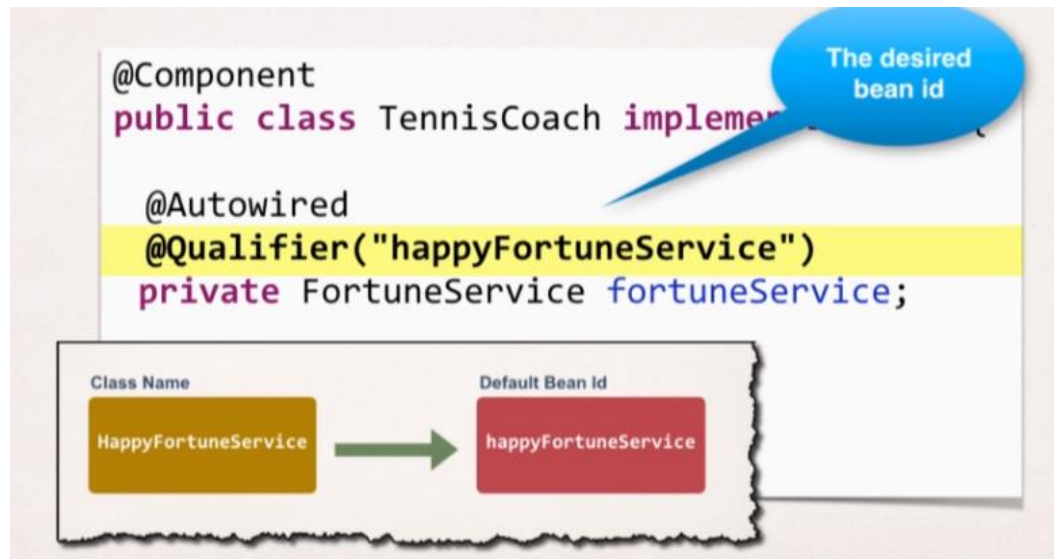 @Component
public class TennisCoach implemen {
The desired
bean id
@Autowired
@Qualifier("happyFortuneService")
private FortuneService fortuneService;
Class Name
Default Bean Id
HappyFortuneService
happyFortuneService